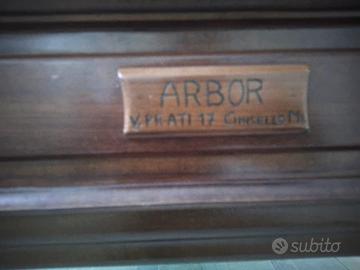 ARBOR
V. PRATI 17 CINISELLO MI
subito